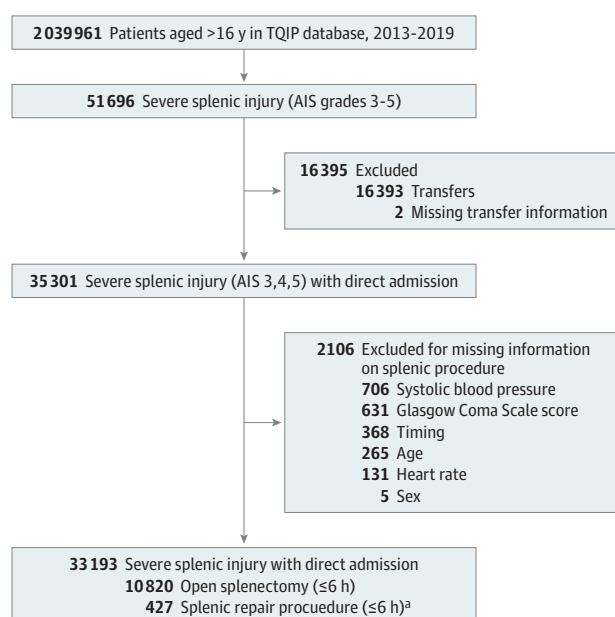 2039961 Patients aged >16 y in TQIP database, 2013-2019
51696 Severe splenic injury (AIS grades 3-5)
16395 Excluded
16393 Transfers
2 Missing transfer information
35301 Severe splenic injury (AIS 3,4,5) with direct admission
2106 Excluded for missing information
on splenic procedure
706 Systolic blood pressure
631 Glasgow Coma Scale score
368 Timing
265 Age
131 Heart rate
5 Sex
33193 Severe splenic injury with direct admission
10820 Open splenectomy (≤6 h)
427 Splenic repair procuedure (≤6 h)a